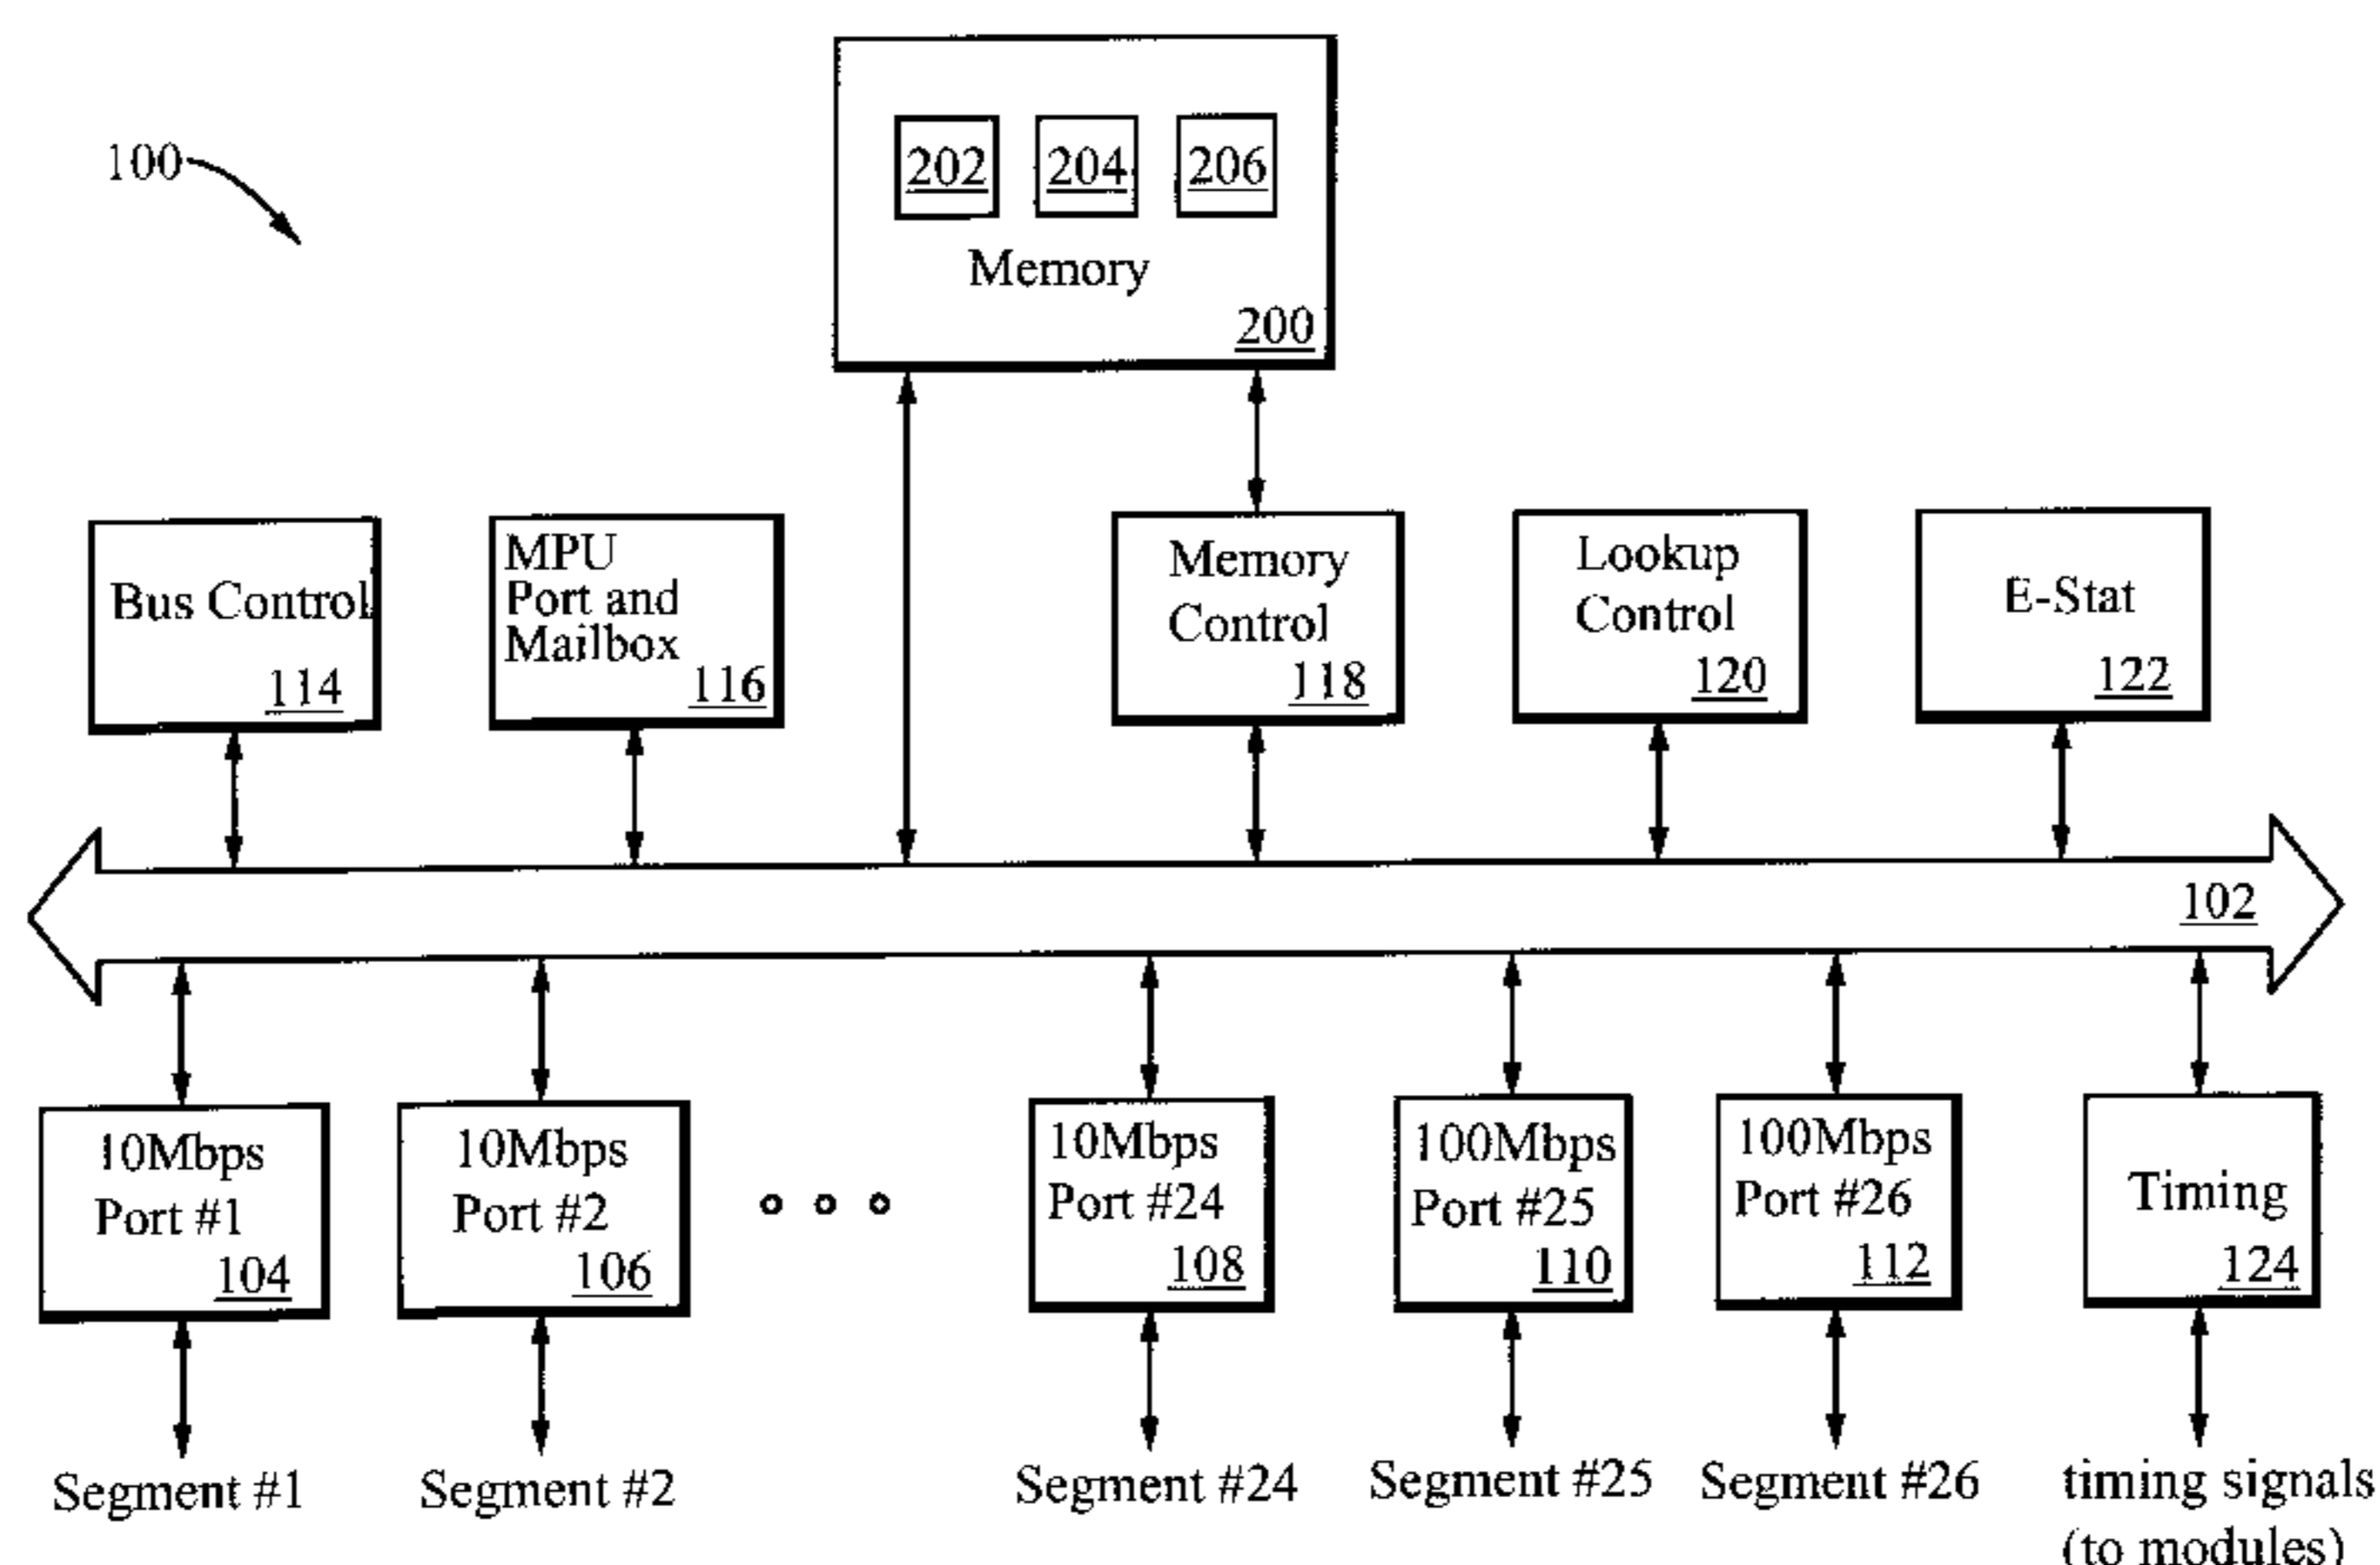 100
202 204 206
Memory
200
Bus Control
114
MPU
Port and
Mailbox
116
Memory
Control
118
Lookup
Control
120
E-Stat
122
102
10Mbps
Port #1
104
10Mbps
Port #2
106
10Mbps
Port #24
108
100Mbps
Port #25
110
100Mbps
Port #26
112
Timing
124
Segment #1
Segment #2
Segment #24
Segment #25
Segment #26
timing signals
(to modules)